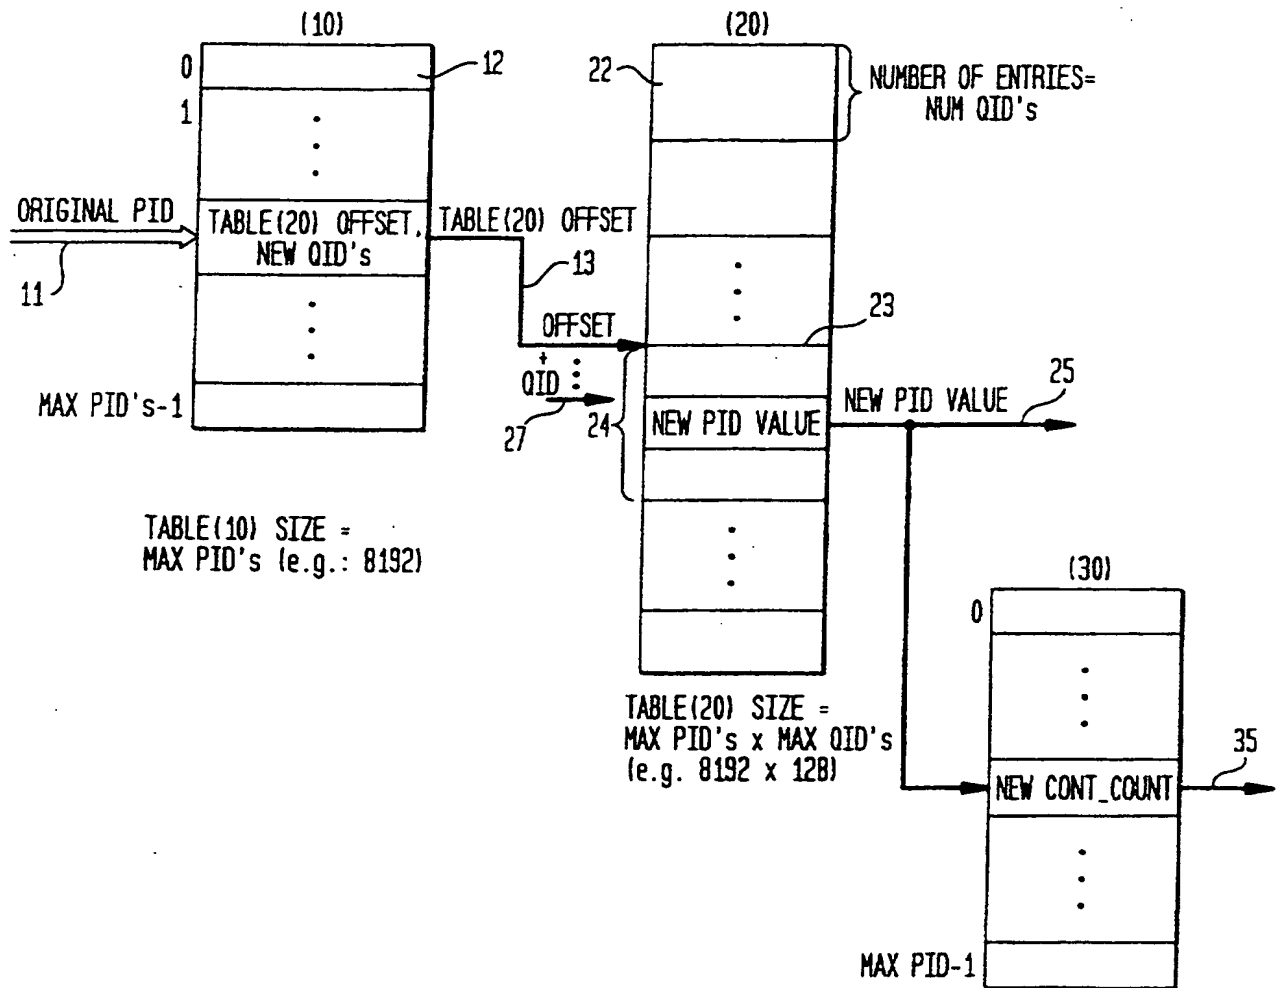 (10)
(20)
0
12
22
NUMBER OF ENTRIES=
NUM QID's
1
ORIGINAL PID
11
TABLE(20) OFFSET,
NEW QID's
TABLE(20) OFFSET
13
OFFSET
+
QID
27
23
24
NEW PID VALUE
NEW PID VALUE
25
MAX PID's-1
TABLE(10) SIZE =
MAX PID's (e.g.: 8192)
TABLE(20) SIZE =
MAX PID's x MAX QID's
(e.g. 8192 x 128)
(30)
0
NEW CONT_COUNT
35
MAX PID-1